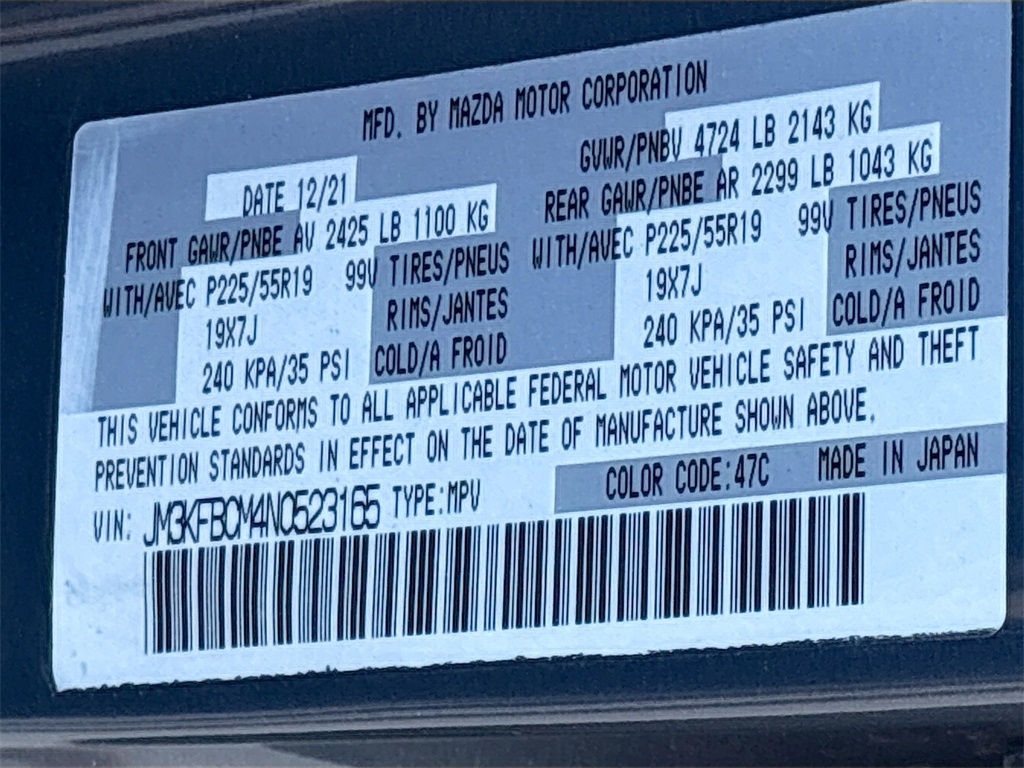 MFD. BY MAZDA MOTOR CORPORATION
DATE 12/21
GVWR/PNBV 4724 LB 2143 KG
FRONT GAWR/PNBE AV 2425 LB 1100 KG
WITH/AVEC P225/55R19 99V TIRES/PNEUS
19X7J RIMS/JANTES
240 KPA/35 PSI COLD/A FROID
REAR GAWR/PNBE AR 2299 LB 1043 KG
WITH/AVEC P225/55R19 99V TIRES/PNEUS
19X7J RIMS/JANTES
240 KPA/35 PSI COLD/A FROID
THIS VEHICLE CONFORMS TO ALL APPLICABLE FEDERAL MOTOR VEHICLE SAFETY AND THEFT
PREVENTION STANDARDS IN EFFECT ON THE DATE OF MANUFACTURE SHOWN ABOVE.
VIN: JM3KFBCM4N0523165 TYPE:MPV COLOR CODE:47C MADE IN JAPAN